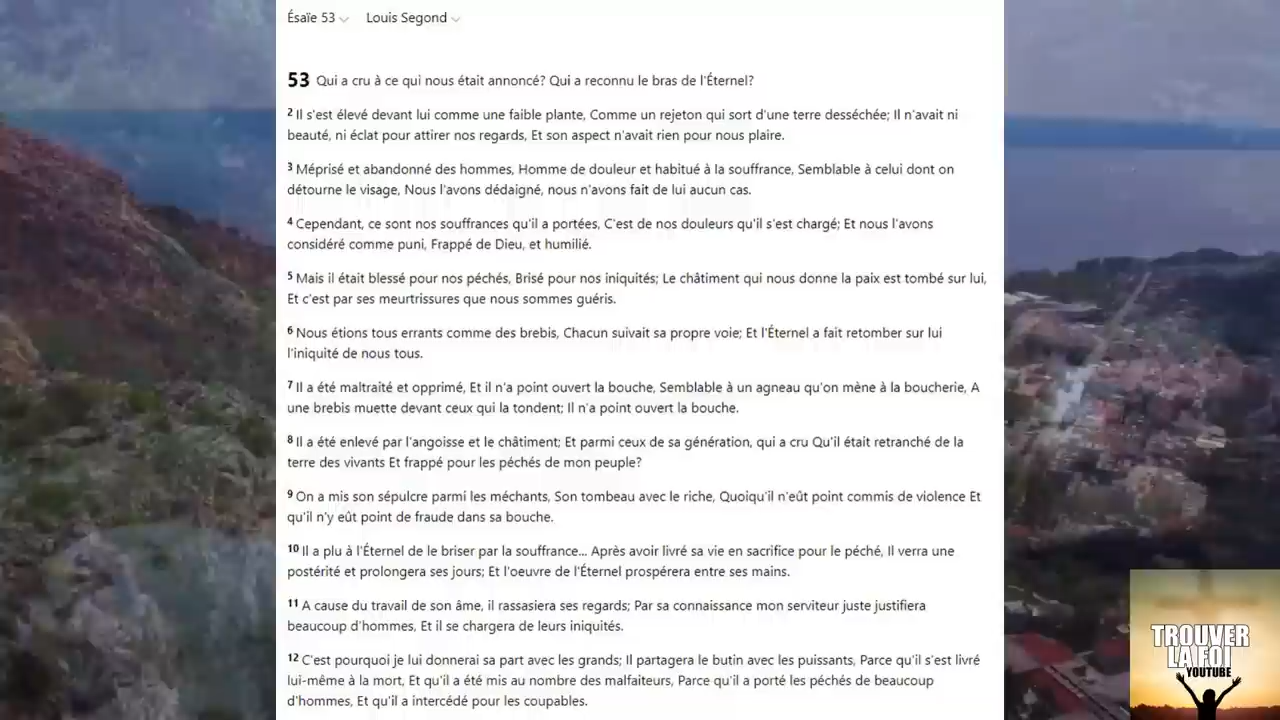 Ésaïe 53 Louis Segond
53 Qui a cru à ce qui nous était annoncé? Qui a reconnu le bras de l'Éternel?
2 Il s'est élevé devant lui comme une faible plante, Comme un rejeton qui sort d'une terre desséchée; Il n'avait ni
beauté, ni éclat pour attirer nos regards, Et son aspect n'avait rien pour nous plaire.
3 Méprisé et abandonné des hommes, Homme de douleur et habitué à la souffrance, Semblable à celui dont on
détourne le visage, Nous l'avons dédaigné, nous n'avons fait de lui aucun cas.
4 Cependant, ce sont nos souffrances qu'il a portées, C'est de nos douleurs qu'il s'est chargé; Et nous l'avons
considéré comme puni, Frappé de Dieu, et humilié.
5 Mais il était blessé pour nos péchés, Brisé pour nos iniquités; Le châtiment qui nous donne la paix est tombé sur lui,
Et c'est par ses meurtrissures que nous sommes guéris.
6 Nous étions tous errants comme des brebis, Chacun suivait sa propre voie; Et l'Éternel a fait retomber sur lui
l'iniquité de nous tous.
7 Il a été maltraité et opprimé, Et il n'a point ouvert la bouche, Semblable à un agneau qu'on mène à la boucherie, A
une brebis muette devant ceux qui la tondent; Il n'a point ouvert la bouche.
8 Il a été enlevé par l'angoisse et le châtiment; Et parmi ceux de sa génération, qui a cru Qu'il était retranché de la
terre des vivants Et frappé pour les péchés de mon peuple?
9 On a mis son sépulcre parmi les méchants, Son tombeau avec le riche, Quoiqu'il n'eût point commis de violence Et
qu'il n'y eût point de fraude dans sa bouche.
10 Il a plu à l'Éternel de le briser par la souffrance... Après avoir livré sa vie en sacrifice pour le péché, Il verra une
postérité et prolongera ses jours; Et l'oeuvre de l'Éternel prospérera entre ses mains.
11 A cause du travail de son âme, il rassasiera ses regards; Par sa connaissance mon serviteur juste justifiera
beaucoup d'hommes, Et il se chargera de leurs iniquités.
12 C'est pourquoi je lui donnerai sa part avec les grands; Il partagera le butin avec les puissants, Parce qu'il s'est livré
lui-même à la mort, Et qu'il a été mis au nombre des malfaiteurs, Parce qu'il a porté les péchés de beaucoup
d'hommes, Et qu'il a intercédé pour les coupables.
TROUVER
LA FOI
YOUTUBE